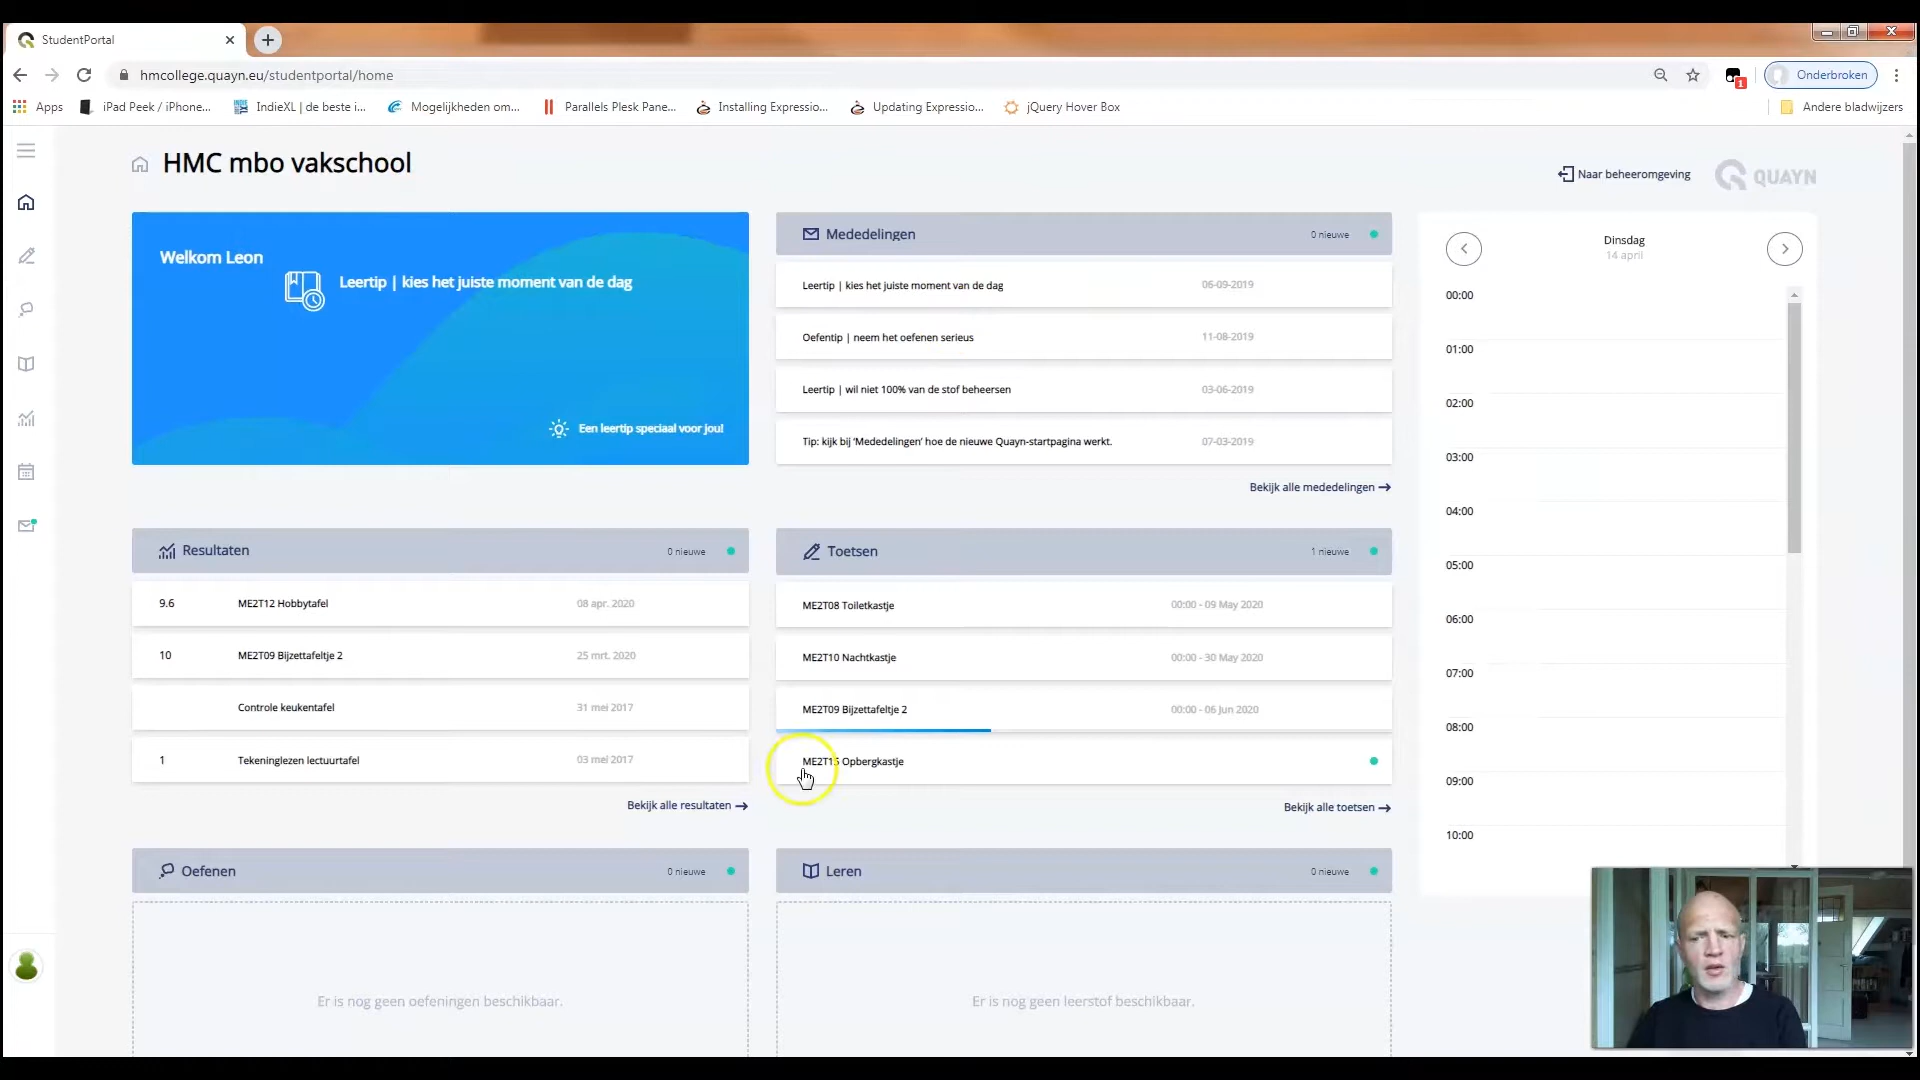 StudentPortal
hmcollege.quayn.eu/studentportal/home
Onderbroken
1
Apps
iPad Peek / iPhone...
IndieXL | de beste i...
Mogelijkheden om...
Parallels Plesk Pane...
Installing Expressio...
Updating Expressio...
jQuery Hover Box
Andere bladwijzers
HMC mbo vakschool
Naar beheeromgeving
QUAYN
Welkom Leon
Leertip | kies het juiste moment van de dag
Een leertip speciaal voor jou!
Mededelingen
0 nieuwe
Leertip | kies het juiste moment van de dag
06-09-2019
Oefentip | neem het oefenen serieus
11-08-2019
Leertip | wil niet 100% van de stof beheersen
03-06-2019
Tip: kijk bij 'Mededelingen' hoe de nieuwe Quayn-startpagina werkt.
07-03-2019
Bekijk alle mededelingen
Dinsdag
14 april
00:00
01:00
02:00
03:00
04:00
05:00
06:00
07:00
08:00
09:00
10:00
Resultaten
0 nieuwe
9.6 ME2T12 Hobbytafel 08 apr. 2020
10 ME2T09 Bijzettafeltje 2 25 mrt. 2020
Controle keukentafel 31 mei 2017
1 Tekeninglezen lectuurtafel 03 mei 2017
Bekijk alle resultaten
Toetsen
1 nieuwe
ME2T08 Toiletkastje 00:00 - 09 May 2020
ME2T10 Nachtkastje 00:00 - 30 May 2020
ME2T09 Bijzettafeltje 2 00:00 - 06 Jun 2020
ME2T15 Opbergkastje
Bekijk alle toetsen
Oefenen
0 nieuwe
Er is nog geen oefeningen beschikbaar.
Leren
0 nieuwe
Er is nog geen leerstof beschikbaar.